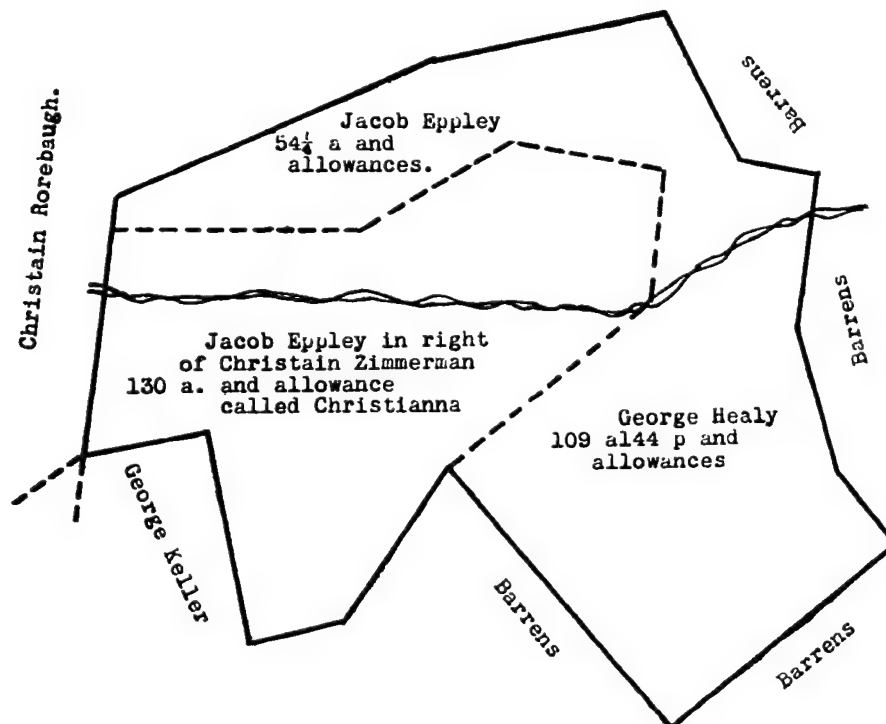 Barrens
Jacob Eppley
54¼ a and
allowances.
Christain Rorebaugh.
Barrens
Jacob Eppley in right
of Christain Zimmerman
130 a. and allowance
called Christianna
George Healy
109 a144 p and
allowances
George Keller
Barrens
Barrens